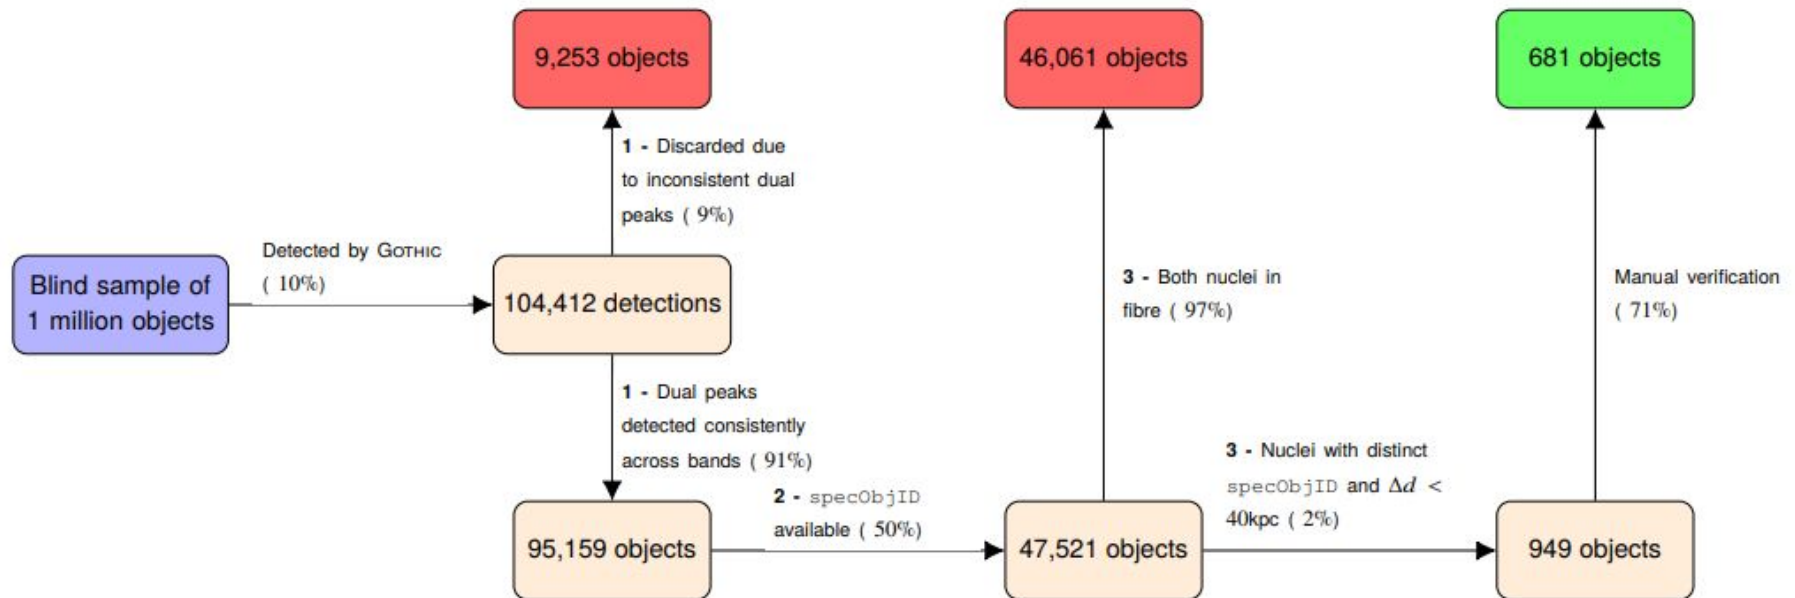 9,253 objects
46,061 objects
681 objects
1 - Discarded due
to inconsistent dual
peaks ( 9%)
Detected by GOTHIC
( 10%)
Blind sample of
1 million objects
104,412 detections
3 - Both nuclei in
fibre ( 97%)
Manual verification
( 71%)
1 - Dual peaks
detected consistently
across bands ( 91%)
2 - specObjID
available ( 50%)
3 - Nuclei with distinct
specObjID and Δd <
40kpc ( 2%)
95,159 objects
47,521 objects
949 objects